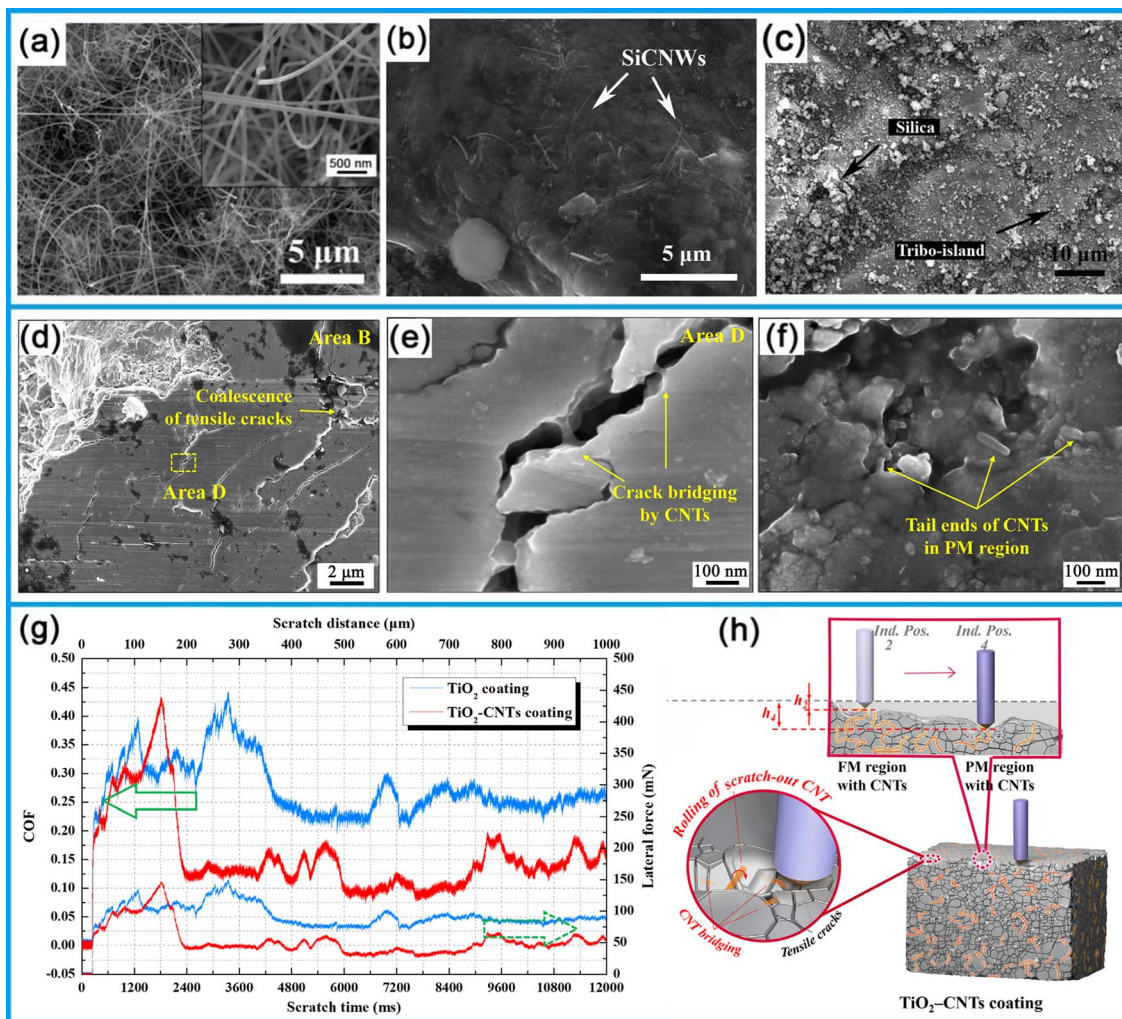 (a)
500 nm
5 μm
(b)
SiCNWs
5 μm
(c)
Silica
Tribo-island
10 μm
(d)
Area B
Coalescence
of tensile cracks
Area D
2 μm
(e)
Area D
Crack bridging
by CNTs
100 nm
(f)
Tail ends of CNTs
in PM region
100 nm
(g)
Scratch distance (μm)
0 100 200 300 400 500 600 700 800 900 1000
TiO2 coating
TiO2-CNTs coating
COF
0.50
0.45
0.40
0.35
0.30
0.25
0.20
0.15
0.10
0.05
0.00
-0.05
Lateral force (mN)
500
450
400
350
300
250
200
150
100
50
0
0 1200 2400 3600 4800 6000 7200 8400 9600 10800 12000
Scratch time (ms)
(h)
Ind. Pos.
2
Ind. Pos.
4
h2
h4
FM region
with CNTs
PM region
with CNTs
Rolling of scratch-out CNT
CNT bridging
Tensile cracks
TiO2–CNTs coating